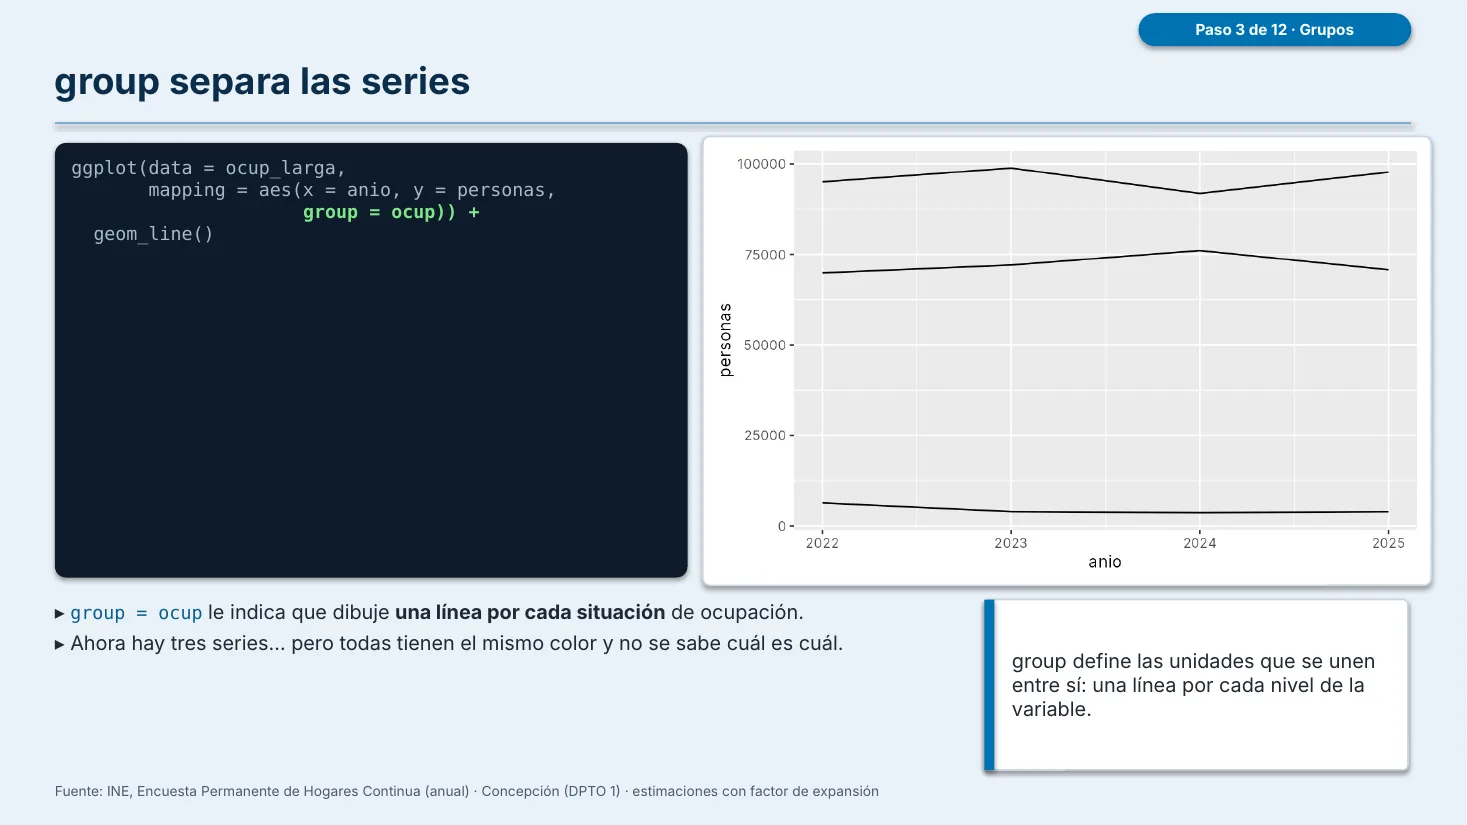 Paso 3 de 12 · Grupos
group separa las series
ggplot(data = ocup_larga,
       mapping = aes(x = anio, y = personas,
                     group = ocup)) +
  geom_line()
100000
75000
50000
25000
0
personas
2022 2023 2024 2025
anio
▸ group = ocup le indica que dibuje una línea por cada situación de ocupación.
▸ Ahora hay tres series... pero todas tienen el mismo color y no se sabe cuál es cuál.
group define las unidades que se unen
entre sí: una línea por cada nivel de la
variable.
Fuente: INE, Encuesta Permanente de Hogares Continua (anual) · Concepción (DPTO 1) · estimaciones con factor de expansión